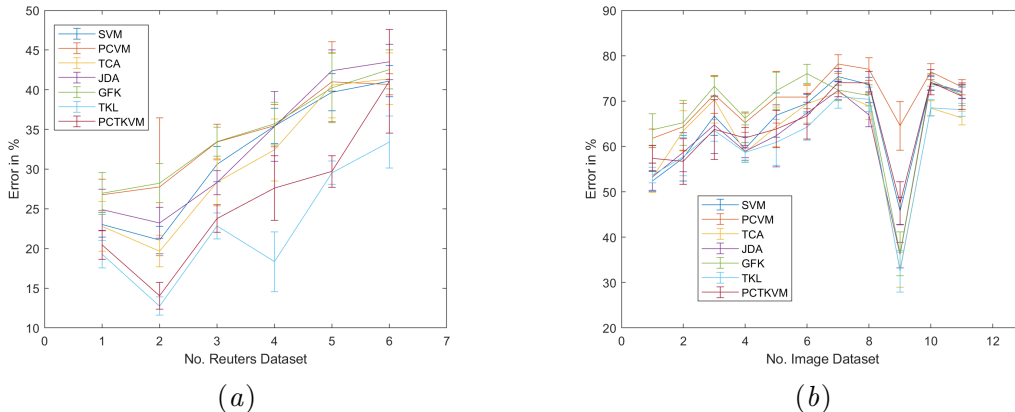 50
45
40
35
30
25
20
15
10
Error in %
SVM
PCVM
TCA
JDA
GFK
TKL
PCTKVM
0 1 2 3 4 5 6 7
No. Reuters Dataset
(a)
90
80
70
60
50
40
30
20
Error in %
SVM
PCVM
TCA
JDA
GFK
TKL
PCTKVM
0 2 4 6 8 10 12
No. Image Dataset
(b)